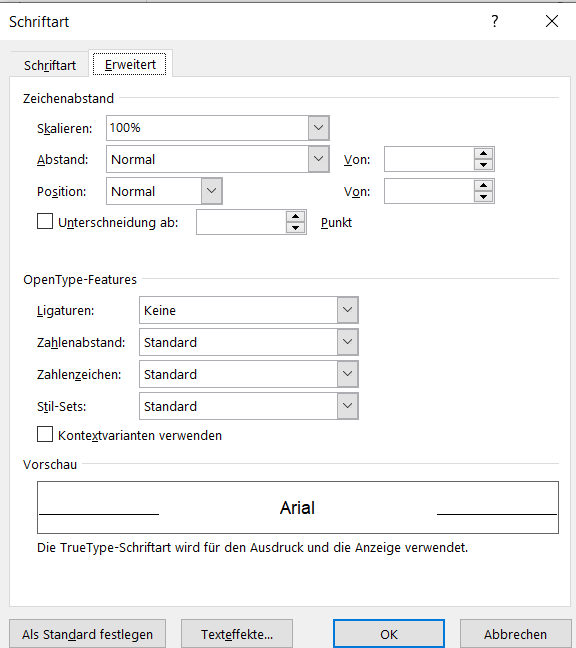 Schriftart
?
Schriftart Erweitert
Zeichenabstand
Skalieren: 100%
Abstand: Normal Von:
Position: Normal Von:
Unterschneidung ab: Punkt
OpenType-Features
Ligaturen: Keine
Zahlenabstand: Standard
Zahlenzeichen: Standard
Stil-Sets: Standard
Kontextvarianten verwenden
Vorschau
Arial
Die TrueType-Schriftart wird für den Ausdruck und die Anzeige verwendet.
Als Standard festlegen Texteffekte... OK Abbrechen